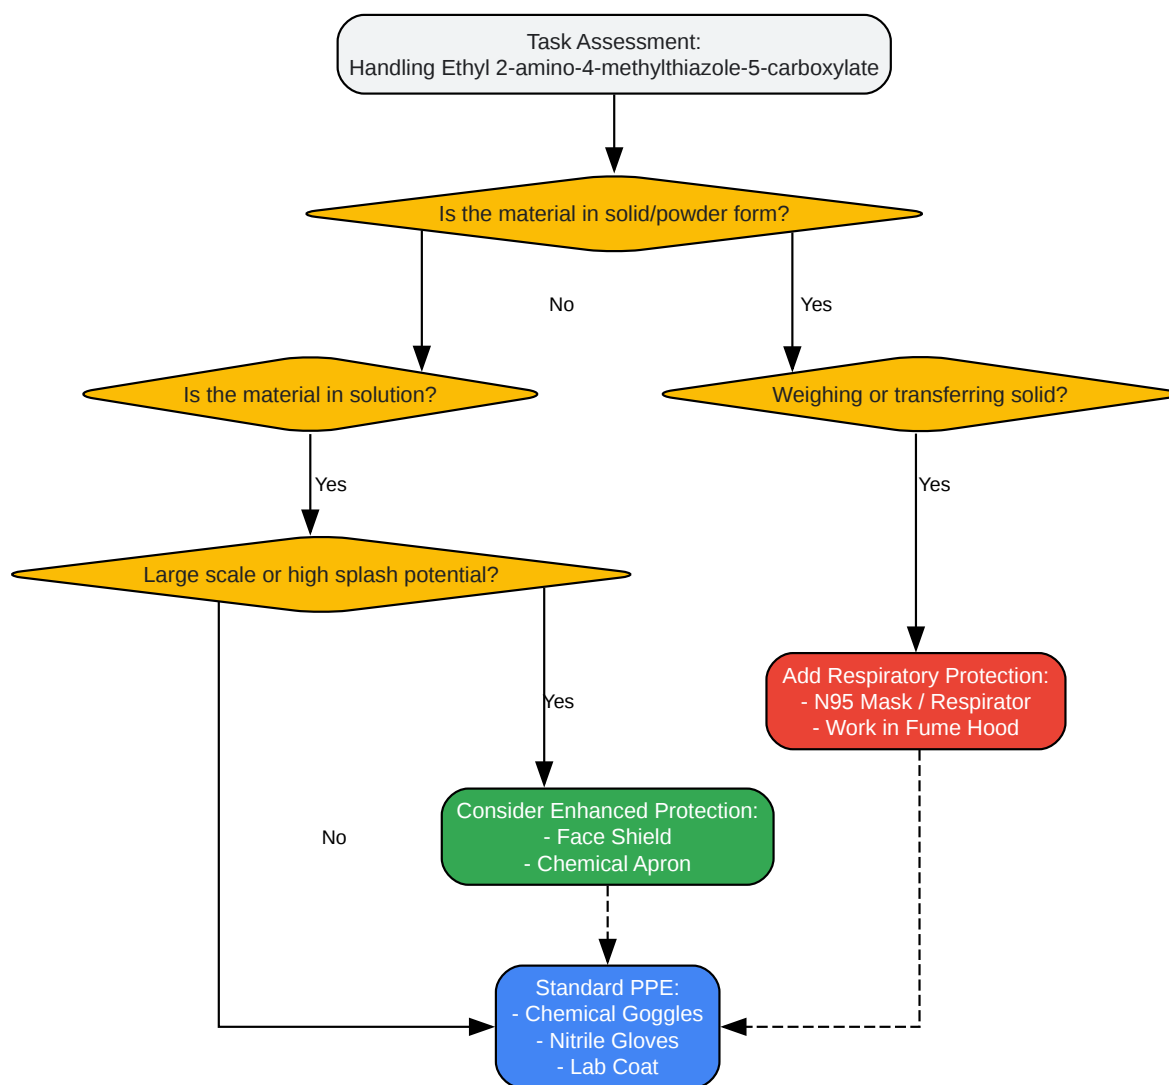 Task Assessment:
Handling Ethyl 2-amino-4-methylthiazole-5-carboxylate
Is the material in solid/powder form?
No
Yes
Is the material in solution?
Weighing or transferring solid?
Yes
Yes
Large scale or high splash potential?
Add Respiratory Protection:
- N95 Mask / Respirator
- Work in Fume Hood
Yes
No
Consider Enhanced Protection:
- Face Shield
- Chemical Apron
Standard PPE:
- Chemical Goggles
- Nitrile Gloves
- Lab Coat